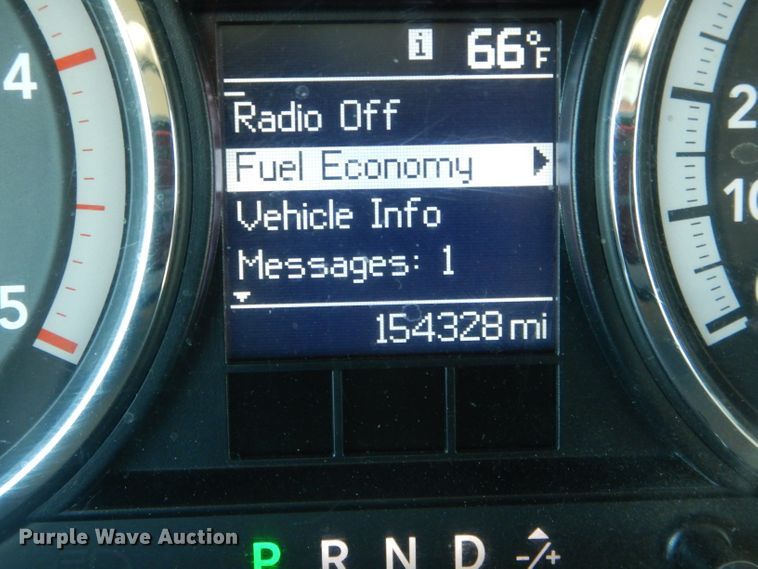 i 66°F
Radio Off
Fuel Economy
Vehicle Info
Messages: 1
154328 mi
4
5
2
10
Purple Wave Auction
P R N D -/+